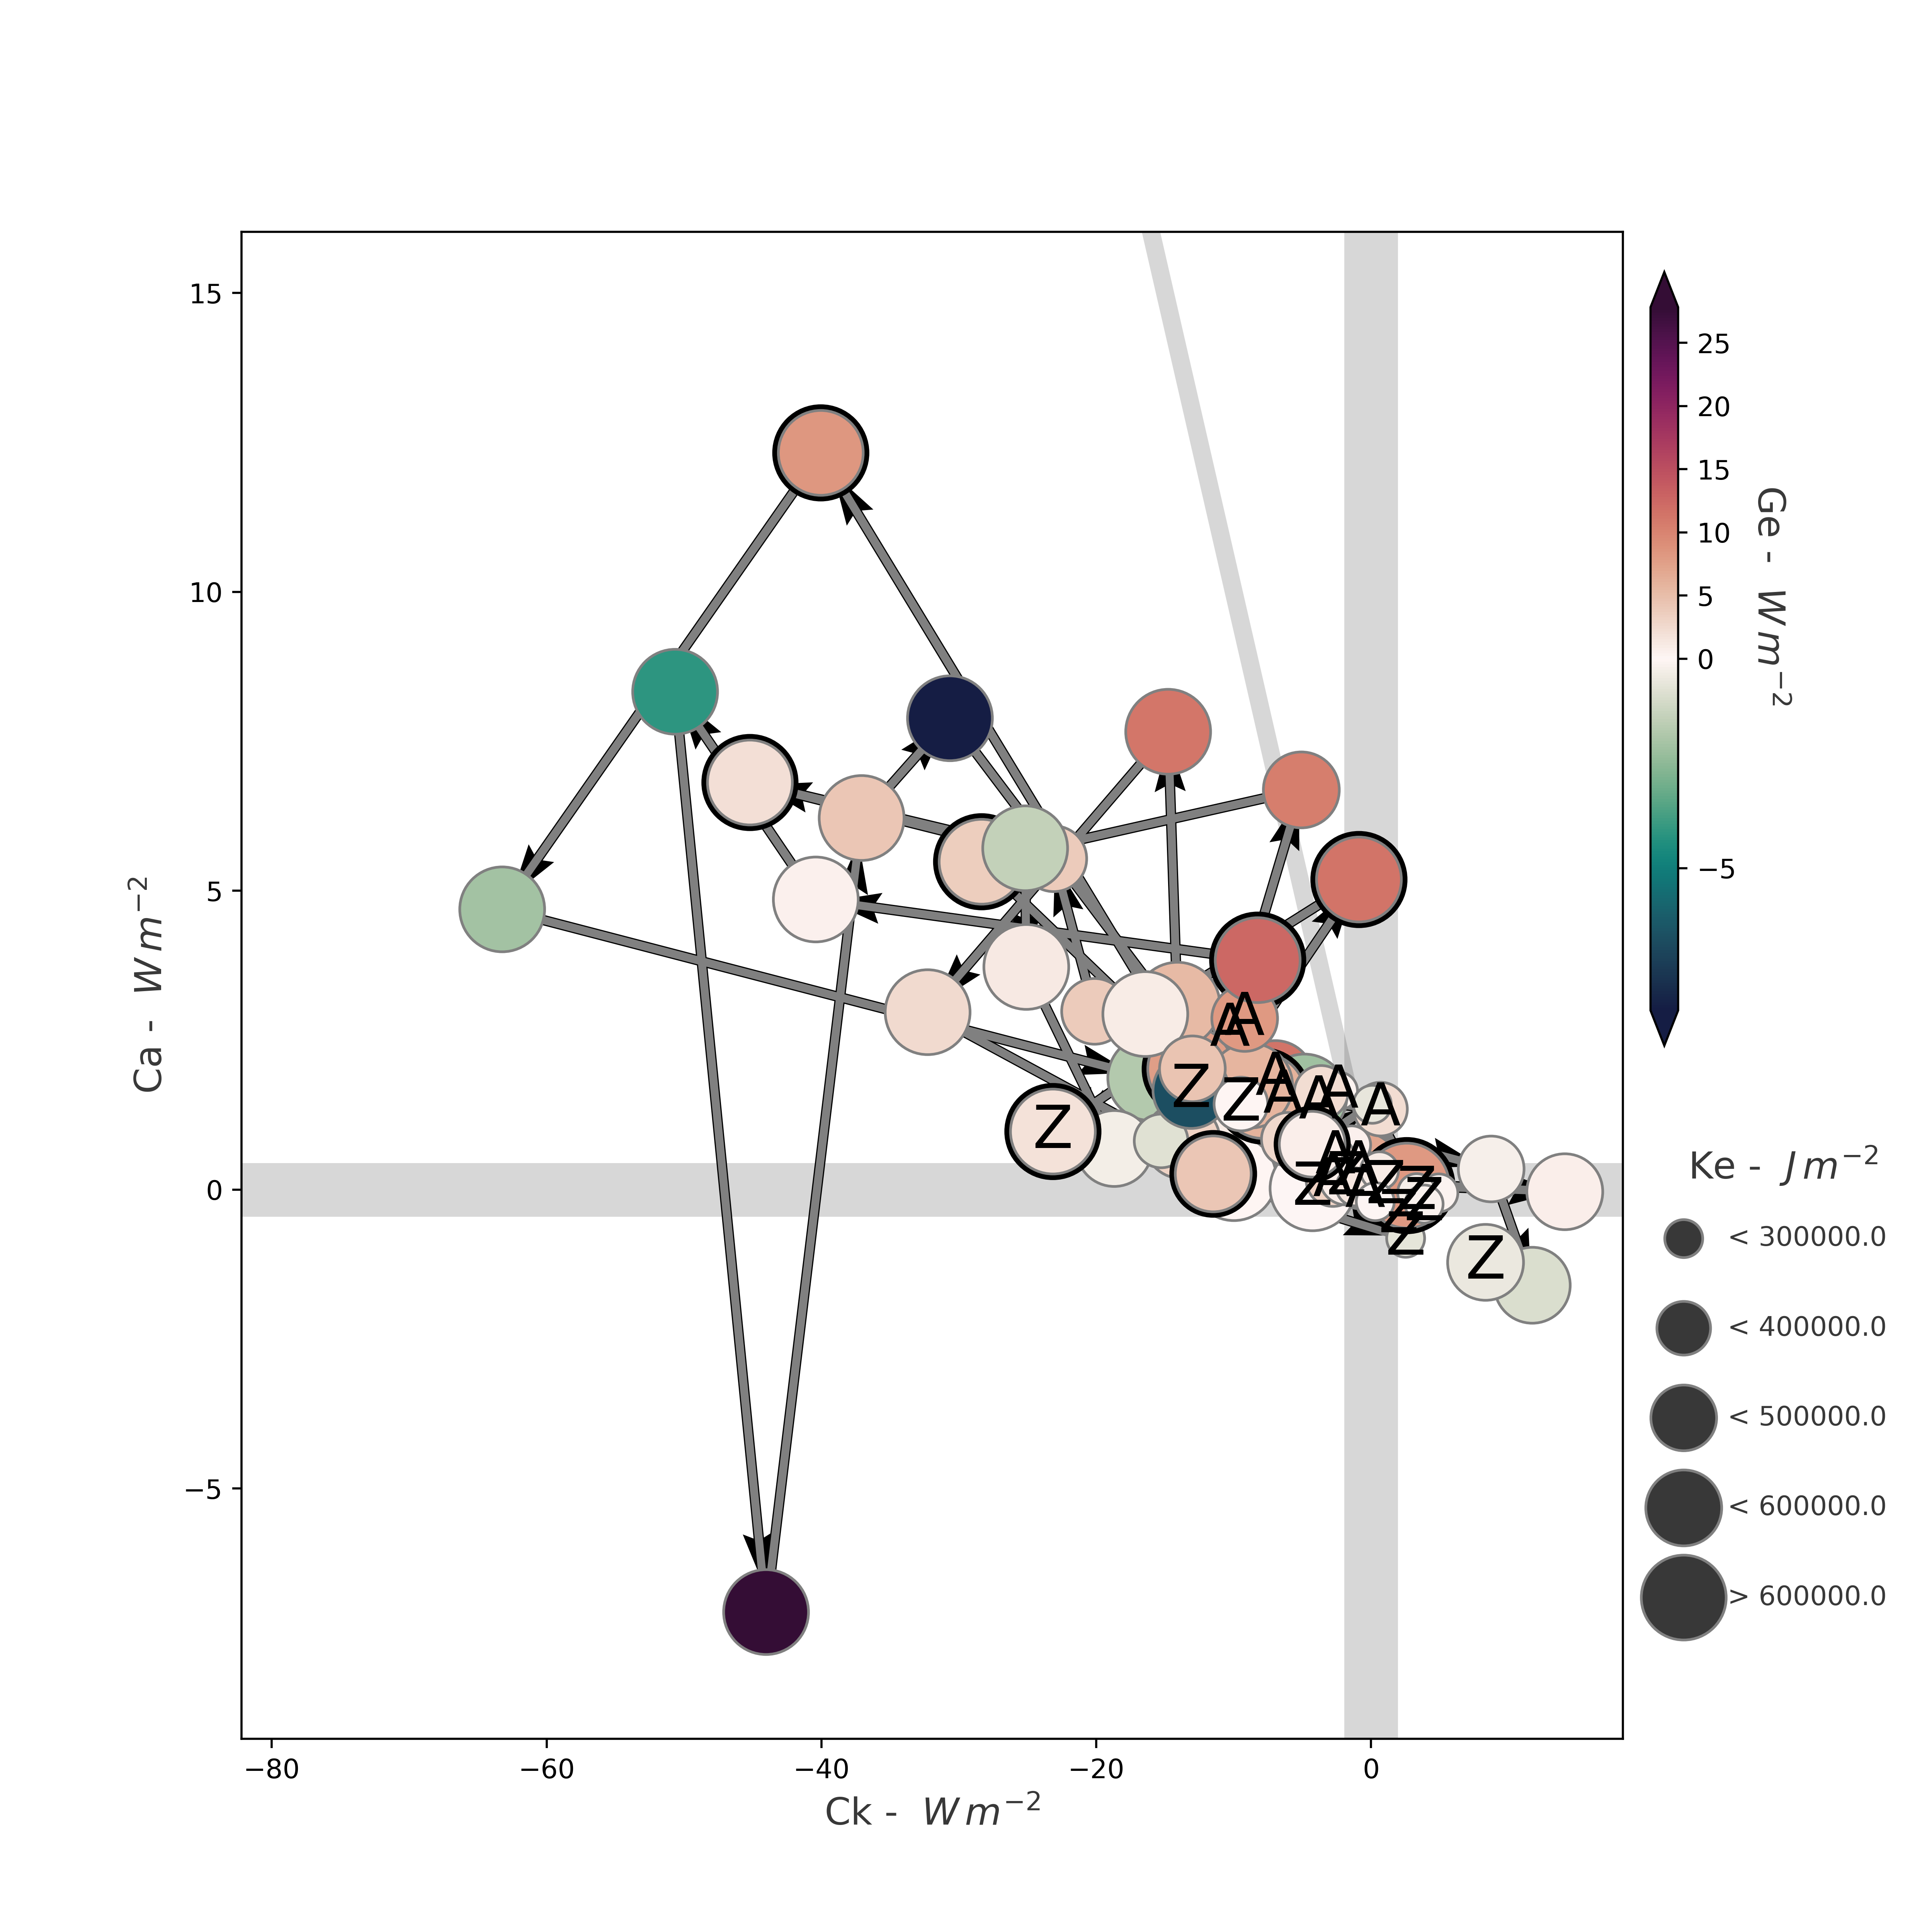 15
10
5
0
−5
−80
−60
−40
−20
0
Ca - W m⁻²
Ck - W m⁻²
A
A
A
A
A
A
A
Z
Z
Z
Z
Z
25
20
15
10
5
0
−5
Ge - W m⁻²
Ke - J m⁻²
< 300000.0
< 400000.0
< 500000.0
< 600000.0
> 600000.0